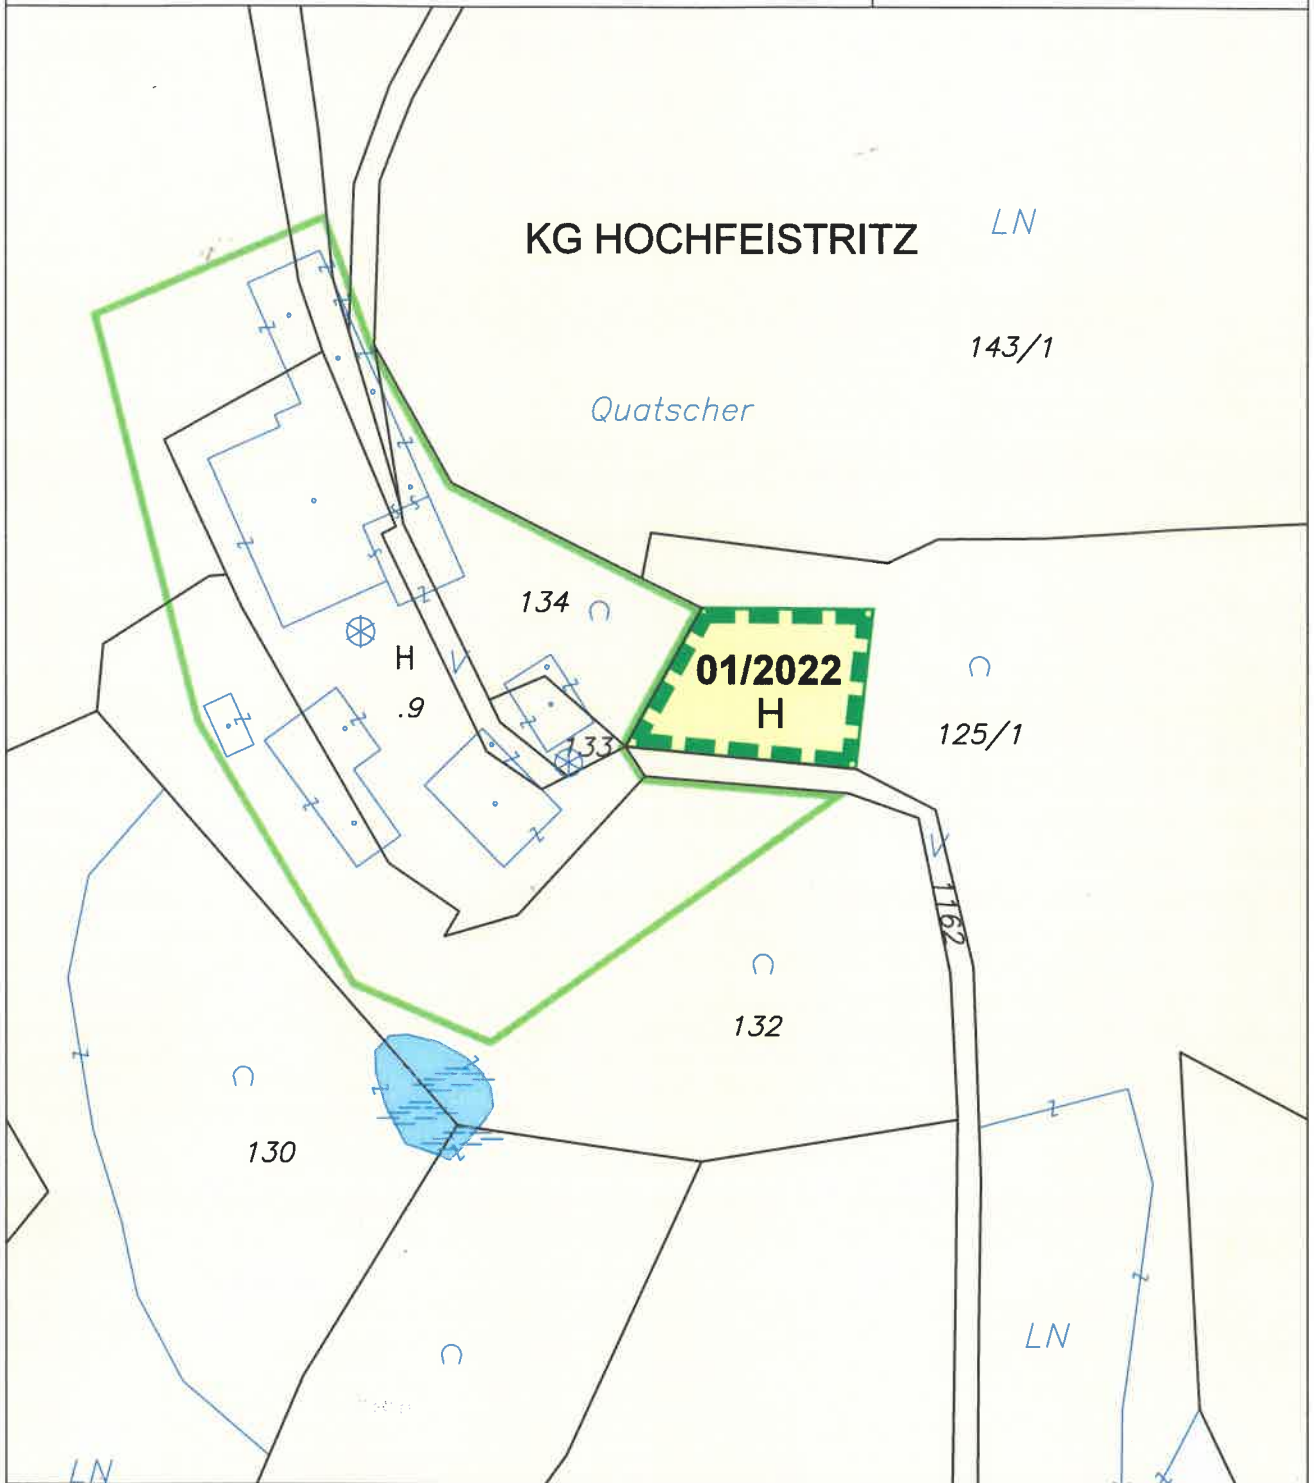 KG HOCHFEISTRITZ
LN
143/1
Quatscher
134
01/2022
H
H
.9
125/1
133
1162
132
130
LN
LN